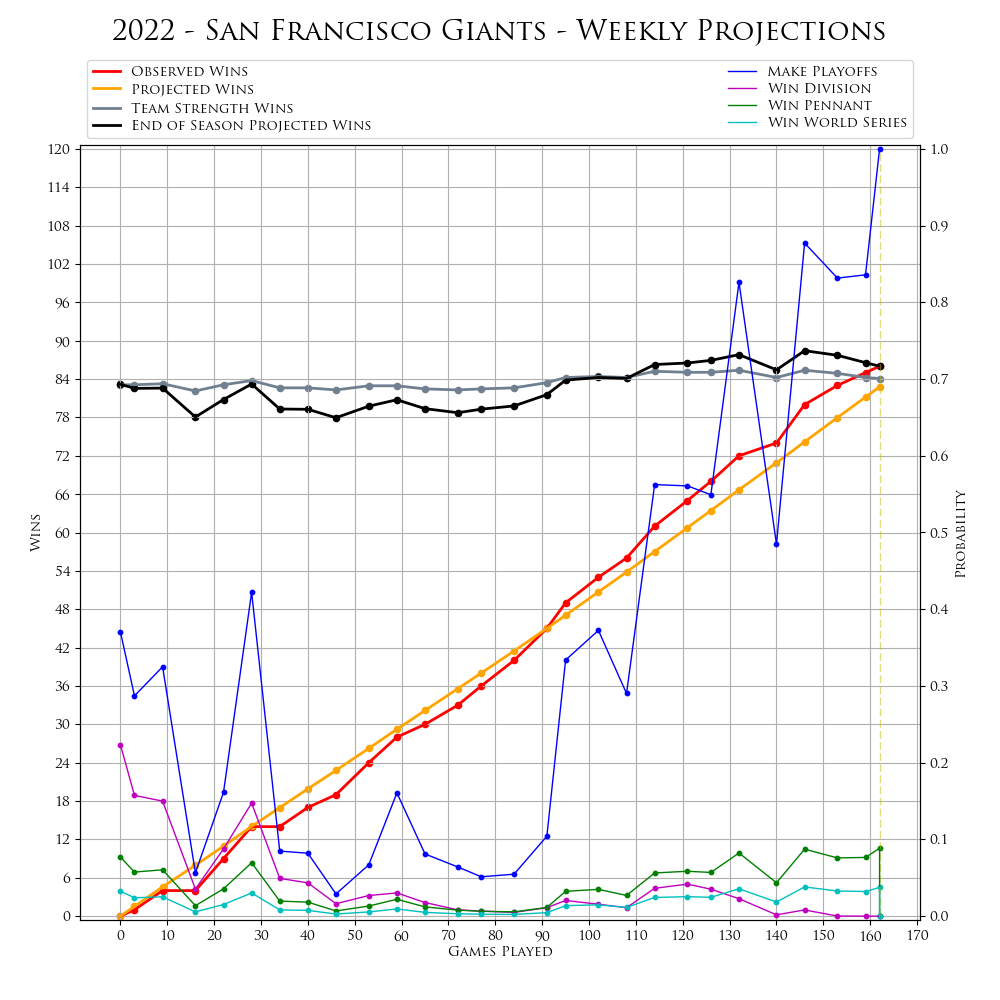 2022 - San Francisco Giants - Weekly Projections
Observed Wins
Projected Wins
Team Strength Wins
End of Season Projected Wins
Make Playoffs
Win Division
Win Pennant
Win World Series
120
114
108
102
96
90
84
78
72
66
60
54
48
42
36
30
24
18
12
6
0
Wins
1.0
0.9
0.8
0.7
0.6
0.5
0.4
0.3
0.2
0.1
0.0
Probability
0 10 20 30 40 50 60 70 80 90 100 110 120 130 140 150 160 170
Games Played